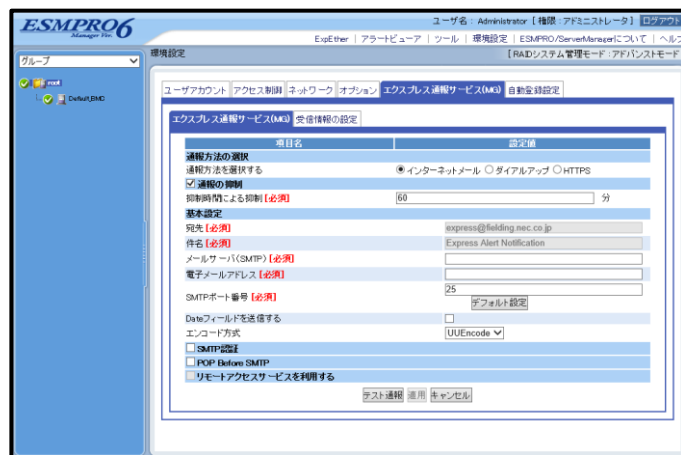 ESMPRO6
Manager Ver.
ユーザ名 : Administrator [ 権限 : アドミニストレータ ] ログアウト
ExpEther | アラートビューア | ツール | 環境設定 | ESMPRO/ServerManagerについて | ヘルプ
グループ
環境設定
[ RAIDシステム管理モード : アドバンストモード
root
Default,BMC
ユーザアカウント アクセス制御 ネットワーク オプション エクスプレス通報サービス(MG) 自動登録設定
エクスプレス通報サービス(MG) 受信情報の設定
項目名 設定値
通報方法の選択
通報方法を選択する インターネットメール ダイアルアップ HTTPS
通報の抑制
抑制時間による抑制 [必須] 60 分
基本設定
宛先 [必須] express@fielding.nec.co.jp
件名 [必須] Express Alert Notification
メールサーバ(SMTP) [必須]
電子メールアドレス [必須]
SMTPポート番号 [必須] 25
デフォルト設定
Dateフィールドを送信する
エンコード方式 UUEncode
SMTP認証
POP Before SMTP
リモートアクセスサービスを利用する
テスト通報 適用 キャンセル